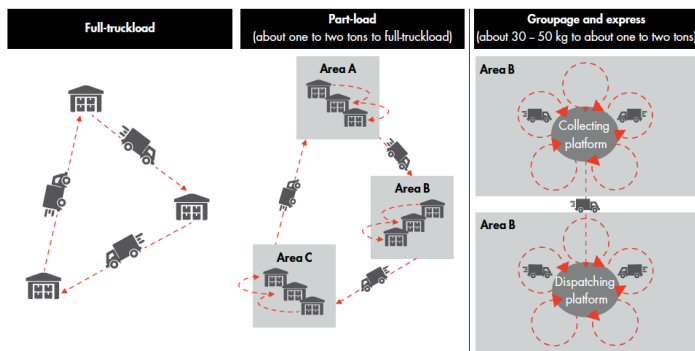 Full-truckload
Part-load
(about one to two tons to full-truckload)
Groupage and express
(about 30 – 50 kg to about one to two tons)
Area A
Area B
Area C
Area B
Collecting
platform
Area B
Dispatching
platform